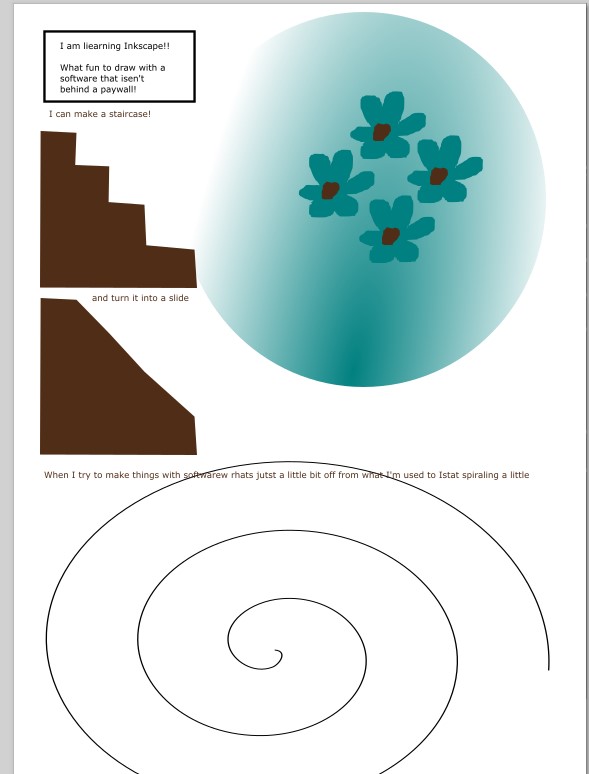 I am liearning Inkscape!!
What fun to draw with a
software that isen't
behind a paywall!
I can make a staircase!
and turn it into a slide
When I try to make things with softwarew rhats jutst a little bit off from what I'm used to Istat spiraling a little